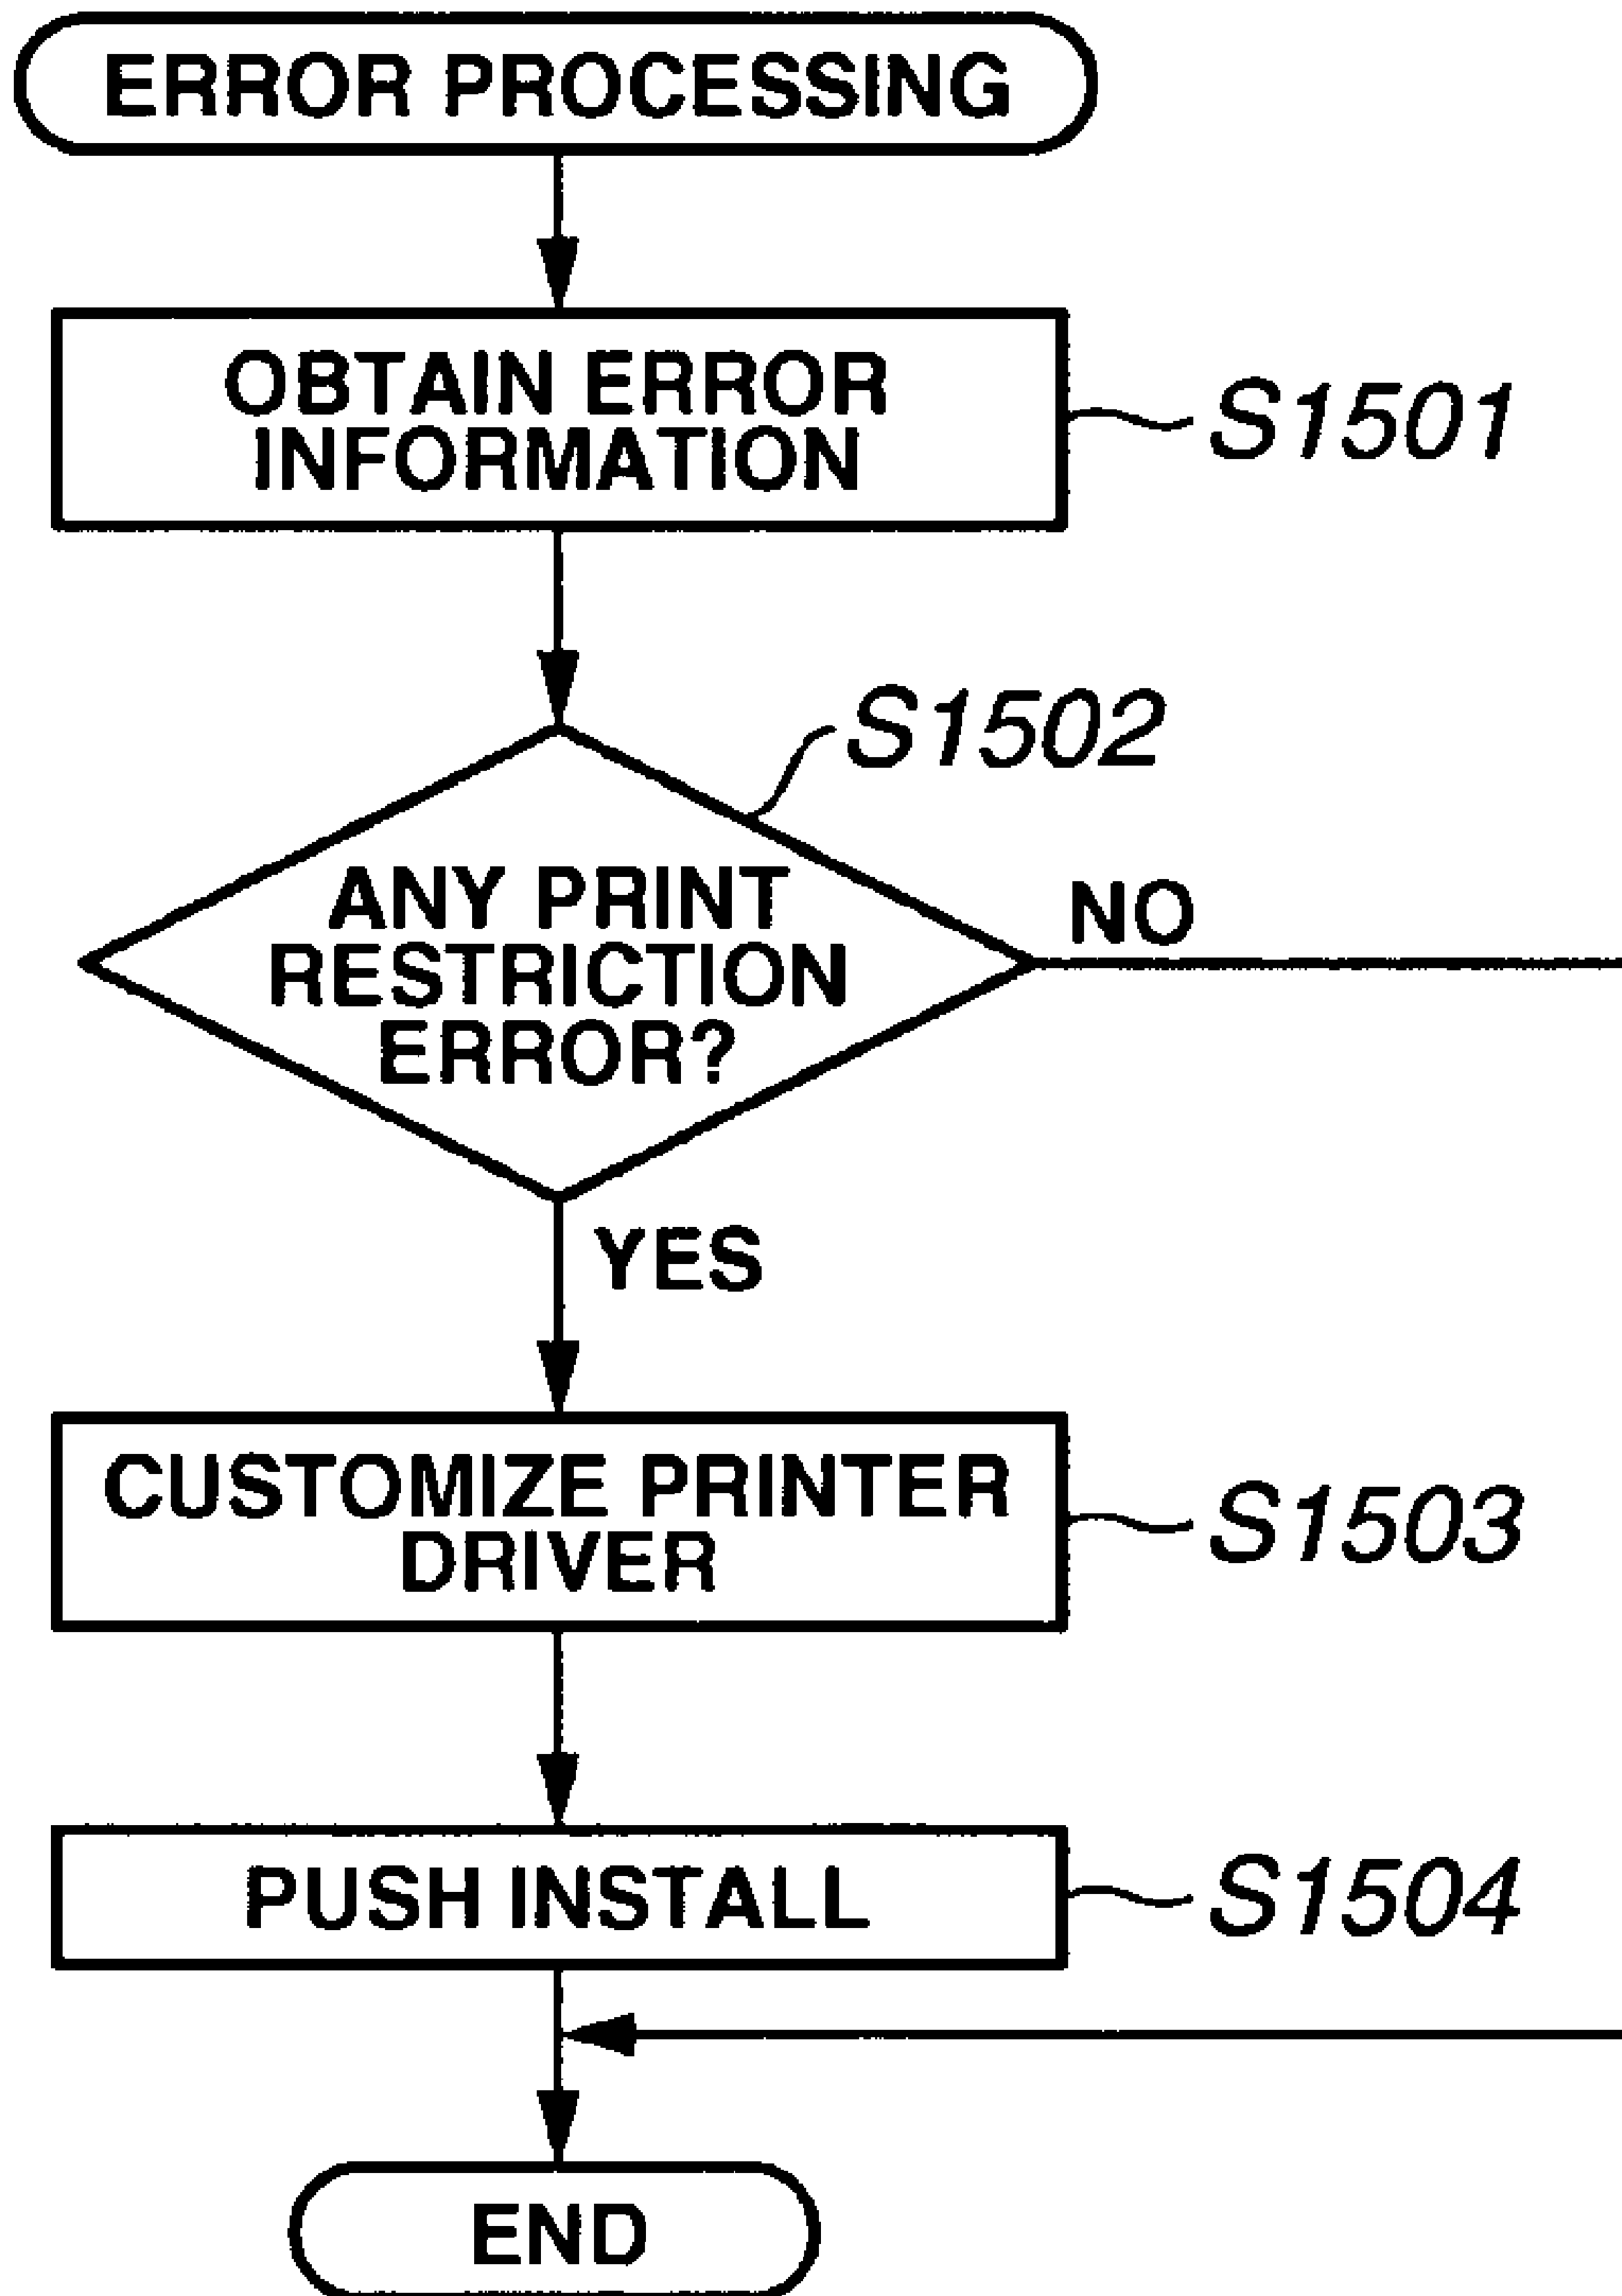 ERROR PROCESSING
OBTAIN ERROR
INFORMATION
S1501
S1502
ANY PRINT
RESTRICTION
ERROR?
NO
YES
CUSTOMIZE PRINTER
DRIVER
S1503
PUSH INSTALL
S1504
END